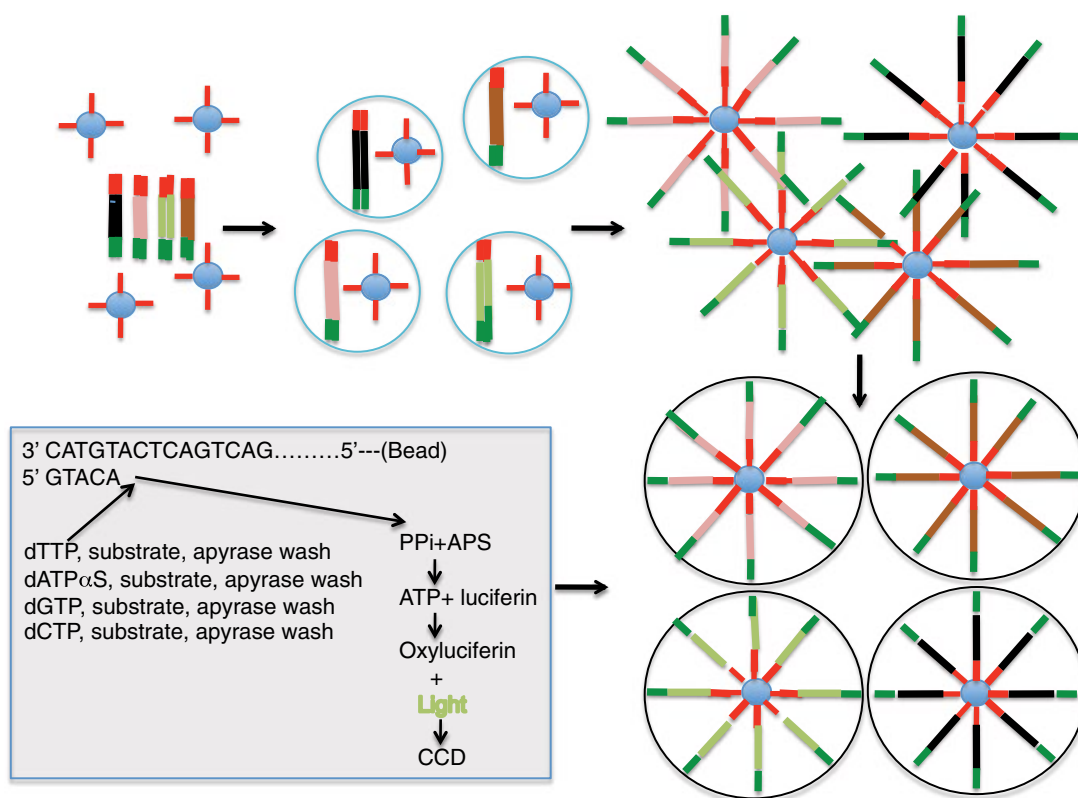 3’ CATGTACTCAGTCAG.........5’---(Bead)
5’ GTACA
dTTP, substrate, apyrase wash
dATPαS, substrate, apyrase wash
dGTP, substrate, apyrase wash
dCTP, substrate, apyrase wash
PPi+APS
ATP+ luciferin
Oxyluciferin
+
Light
CCD